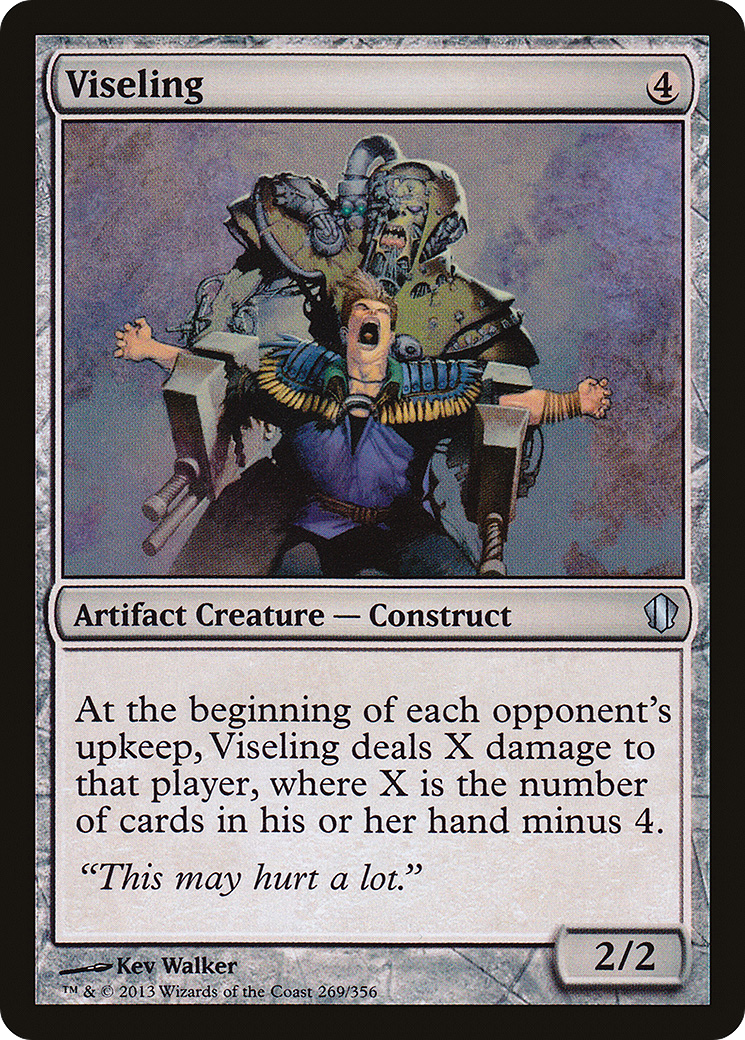 Viseling 4
Artifact Creature — Construct
At the beginning of each opponent's
upkeep, Viseling deals X damage to
that player, where X is the number
of cards in his or her hand minus 4.
“This may hurt a lot.”
2/2
Kev Walker
™ & © 2013 Wizards of the Coast 269/356